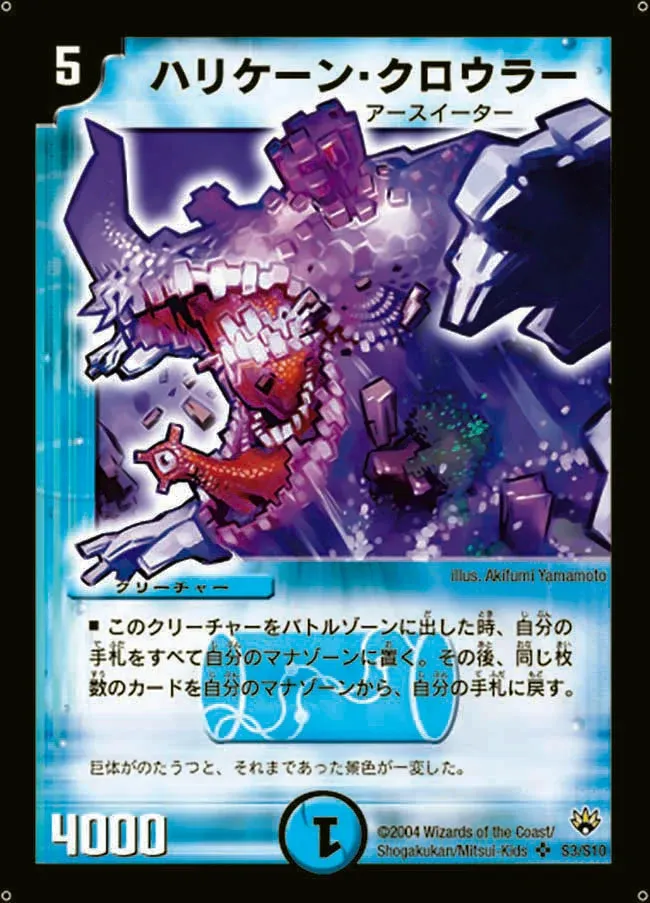 5
ハリケーン・クロウラー
アースイーター
illus. Akifumi Yamamoto
クリーチャー
■ このクリーチャーをバトルゾーンに出した時、自分の
手札をすべて自分のマナゾーンに置く。その後、同じ枚
数のカードを自分のマナゾーンから、自分の手札に戻す。
巨体がのたうつと、それまであった景色が一変した。
4000
1
©2004 Wizards of the Coast/
Shogakukan/Mitsui-Kids S3/S10